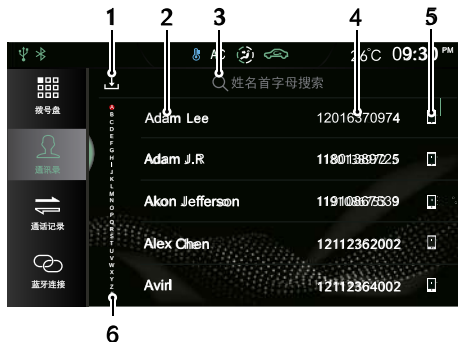 1 2 3 4 5
AC 26°C 09:30 PM
姓名首字母搜索
拨号盘
通讯录
通话记录
蓝牙连接
A
B
C
D
E
F
G
H
I
J
K
L
M
N
O
P
Q
R
S
T
U
V
W
X
Y
Z
Adam Lee 12016370974
Adam J.R
Akon Jefferson
Alex Chen 12112362002
Avirl 12112364002
6